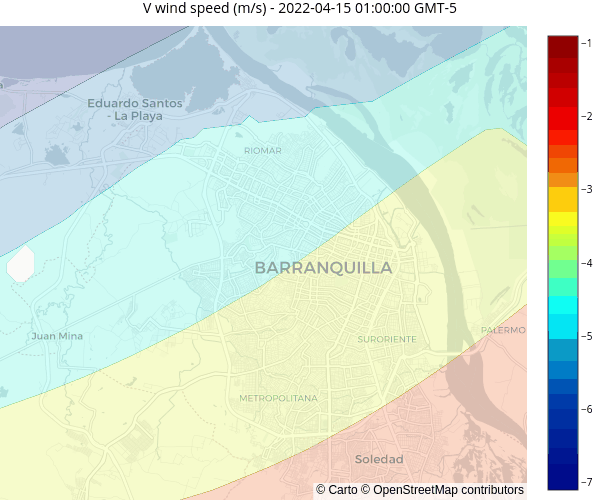 V wind speed (m/s) - 2022-04-15 01:00:00 GMT-5
Eduardo Santos
- La Playa
RIOMAR
BARRANQUILLA
Juan Mina
SURORIENTE
PALERMO
METROPOLITANA
Soledad
© Carto © OpenStreetMap contributors
−1
−2
−3
−4
−5
−6
−7